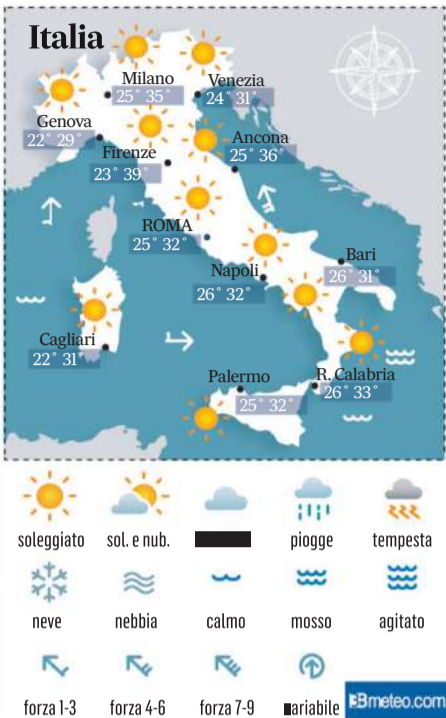 Italia
Milano
25° 35°
Venezia
24° 31°
Genova
22° 29°
Firenze
23° 39°
Ancona
25° 36°
ROMA
25° 32°
Napoli
26° 32°
Bari
26° 31°
Cagliari
22° 31°
Palermo
25° 32°
R. Calabria
26° 33°
soleggiato sol. e nub. piogge tempesta
neve nebbia calmo mosso agitato
forza 1-3 forza 4-6 forza 7-9 ariabile
3Bmeteo.com